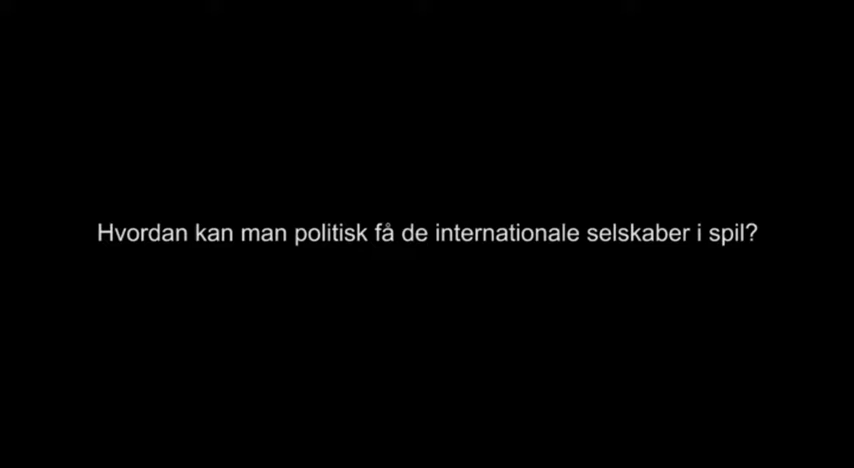 Hvordan kan man politisk få de internationale selskaber i spil?